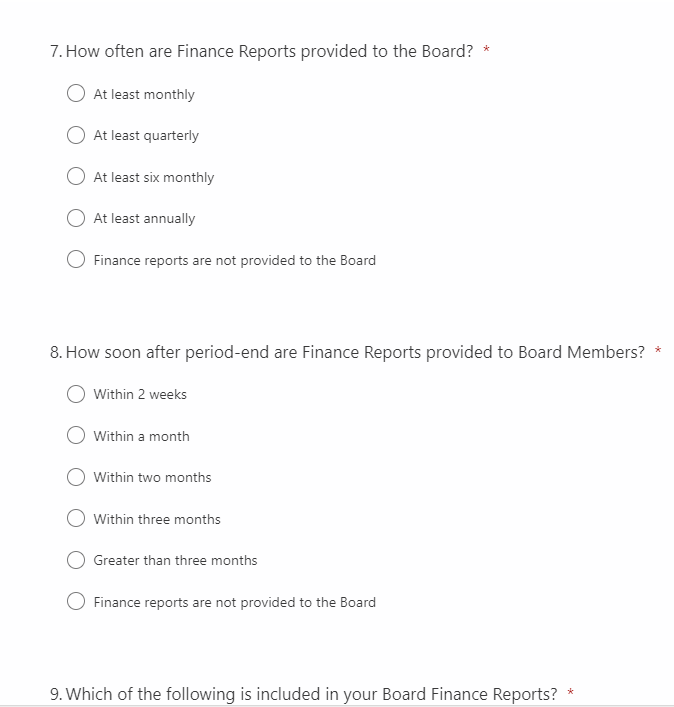 7. How often are Finance Reports provided to the Board? *
At least monthly
At least quarterly
At least six monthly
At least annually
Finance reports are not provided to the Board
8. How soon after period-end are Finance Reports provided to Board Members? *
Within 2 weeks
Within a month
Within two months
Within three months
Greater than three months
Finance reports are not provided to the Board
9. Which of the following is included in your Board Finance Reports? *